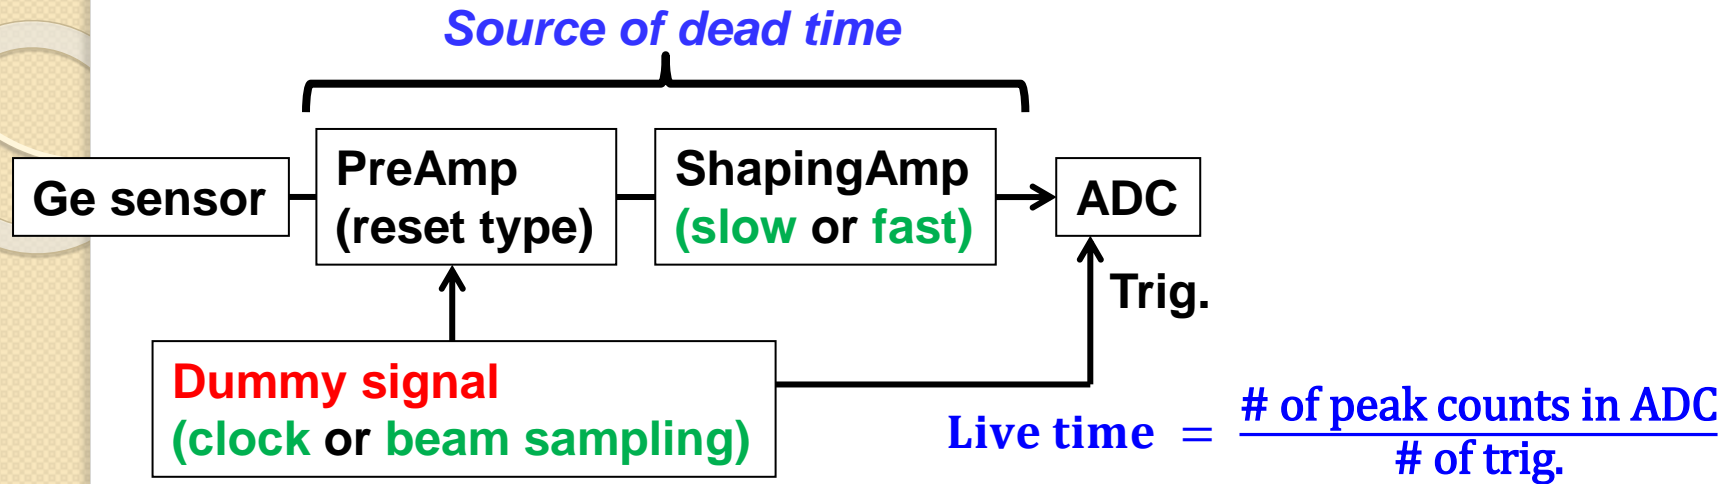 Source of dead time
Ge sensor
PreAmp
(reset type)
ShapingAmp
(slow or fast)
ADC
Trig.
Dummy signal
(clock or beam sampling)
Live time = # of peak counts in ADC
# of trig.